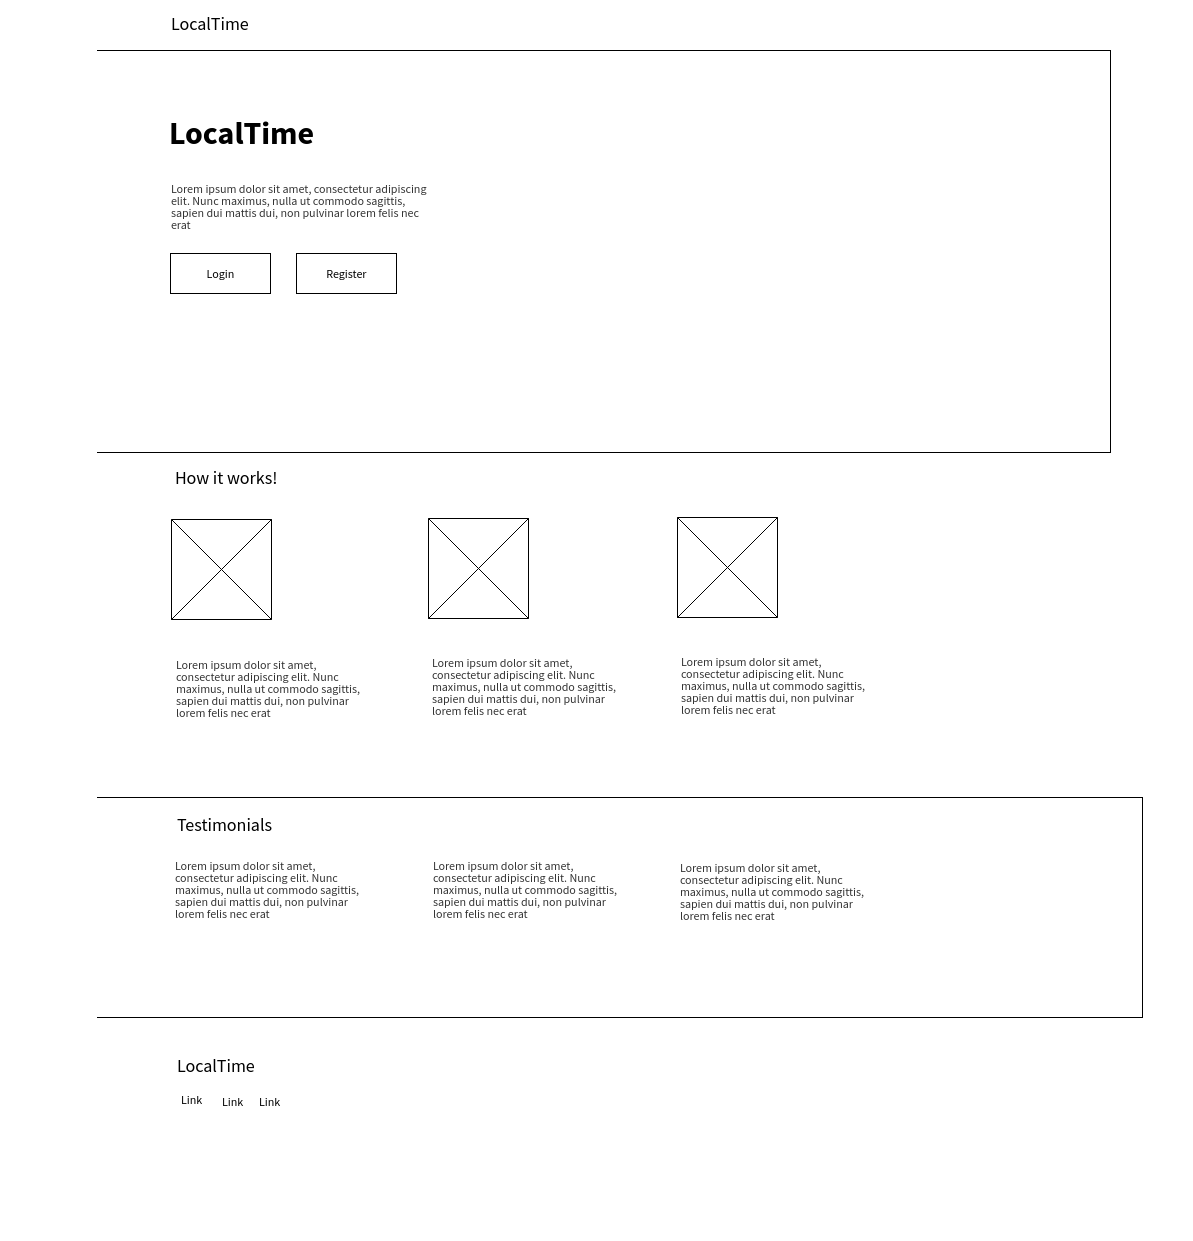 LocalTime
LocalTime
Lorem ipsum dolor sit amet, consectetur adipiscing
elit. Nunc maximus, nulla ut commodo sagittis,
sapien dui mattis dui, non pulvinar lorem felis nec
erat
Login
Register
How it works!
Lorem ipsum dolor sit amet,
consectetur adipiscing elit. Nunc
maximus, nulla ut commodo sagittis,
sapien dui mattis dui, non pulvinar
lorem felis nec erat
Lorem ipsum dolor sit amet,
consectetur adipiscing elit. Nunc
maximus, nulla ut commodo sagittis,
sapien dui mattis dui, non pulvinar
lorem felis nec erat
Lorem ipsum dolor sit amet,
consectetur adipiscing elit. Nunc
maximus, nulla ut commodo sagittis,
sapien dui mattis dui, non pulvinar
lorem felis nec erat
Testimonials
Lorem ipsum dolor sit amet,
consectetur adipiscing elit. Nunc
maximus, nulla ut commodo sagittis,
sapien dui mattis dui, non pulvinar
lorem felis nec erat
Lorem ipsum dolor sit amet,
consectetur adipiscing elit. Nunc
maximus, nulla ut commodo sagittis,
sapien dui mattis dui, non pulvinar
lorem felis nec erat
Lorem ipsum dolor sit amet,
consectetur adipiscing elit. Nunc
maximus, nulla ut commodo sagittis,
sapien dui mattis dui, non pulvinar
lorem felis nec erat
LocalTime
Link
Link
Link